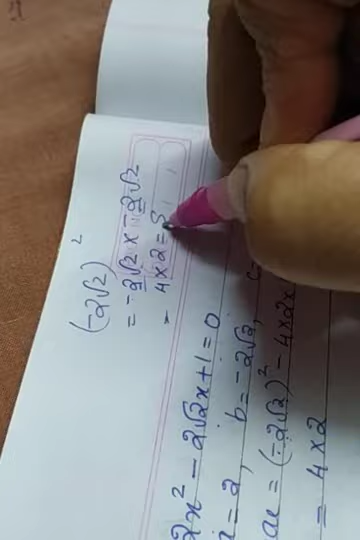 (-2√2)²
= -2√2 × -2√2
= 4×2 = 8
2x² - 2√2x + 1 = 0
a = 2, b = -2√2, c
ac = (-2√2)² - 4×2×
= 4×2